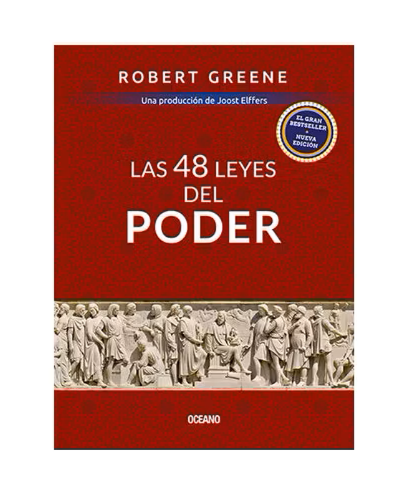 ROBERT GREENE
Una producción de Joost Elffers
EL GRAN
BESTSELLER
NUEVA
EDICIÓN
LAS 48 LEYES
DEL
PODER
OCEANO